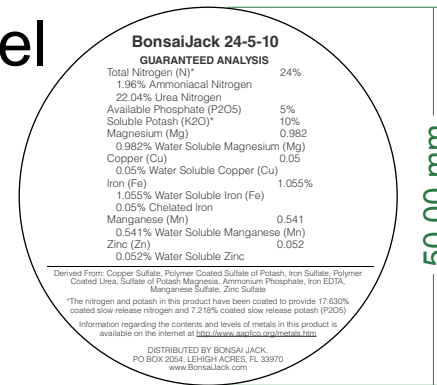 el
BonsaiJack 24-5-10
GUARANTEED ANALYSIS
Total Nitrogen (N)* 24%
1.96% Ammoniacal Nitrogen
22.04% Urea Nitrogen
Available Phosphate (P2O5) 5%
Soluble Potash (K2O)* 10%
Magnesium (Mg) 0.982
0.982% Water Soluble Magnesium (Mg)
Copper (Cu) 0.05
0.05% Water Soluble Copper (Cu)
Iron (Fe) 1.055%
1.055% Water Soluble Iron (Fe)
0.05% Chelated Iron
Manganese (Mn) 0.541
0.541% Water Soluble Manganese (Mn)
Zinc (Zn) 0.052
0.052% Water Soluble Zinc
Derived From: Copper Sulfate, Polymer Coated Sulfate of Potash, Iron Sulfate, Polymer
Coated Urea, Sulfate of Potash Magnesia, Ammonium Phosphate, Iron EDTA,
Manganese Sulfate, Zinc Sulfate
*The nitrogen and potash in this product have been coated to provide 17.630%
coated slow release nitrogen and 7.218% coated slow release potash (P2O5)
Information regarding the contents and levels of metals in this product is
available on the internet at http://www.aapfco.org/metals.htm
DISTRIBUTED BY BONSAI JACK.
PO BOX 2054, LEHIGH ACRES, FL 33970
www.BonsaiJack.com
50.00 mm